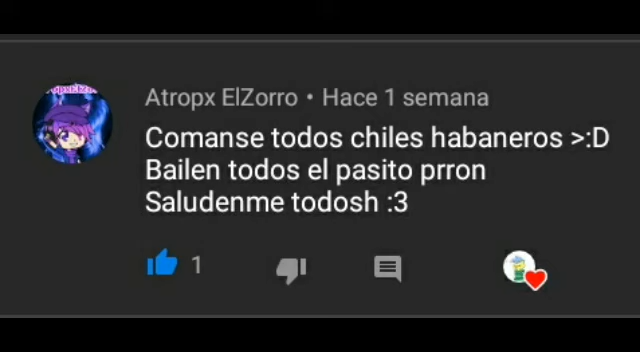 Atropx ElZorro • Hace 1 semana
Comanse todos chiles habaneros >:D
Bailen todos el pasito prron
Saludenme todosh :3
1